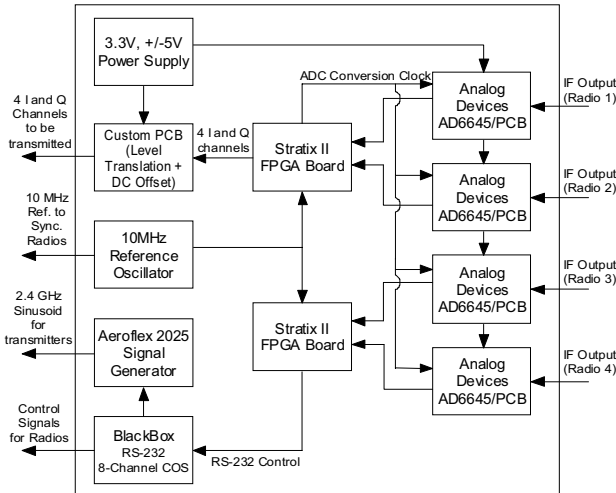 3.3V, +/-5V
Power Supply
ADC Conversion Clock
Analog
Devices
AD6645/PCB
IF Output
(Radio 1)
4 I and Q
Channels
to be
transmitted
Custom PCB
(Level
Translation +
DC Offset)
4 I and Q
channels
Stratix II
FPGA Board
Analog
Devices
AD6645/PCB
IF Output
(Radio 2)
10 MHz
Ref. to
Sync.
Radios
10MHz
Reference
Oscillator
Analog
Devices
AD6645/PCB
IF Output
(Radio 3)
2.4 GHz
Sinusoid
for
transmitters
Aeroflex 2025
Signal
Generator
Stratix II
FPGA Board
Analog
Devices
AD6645/PCB
IF Output
(Radio 4)
Control
Signals
for Radios
BlackBox
RS-232
8-Channel COS
RS-232 Control